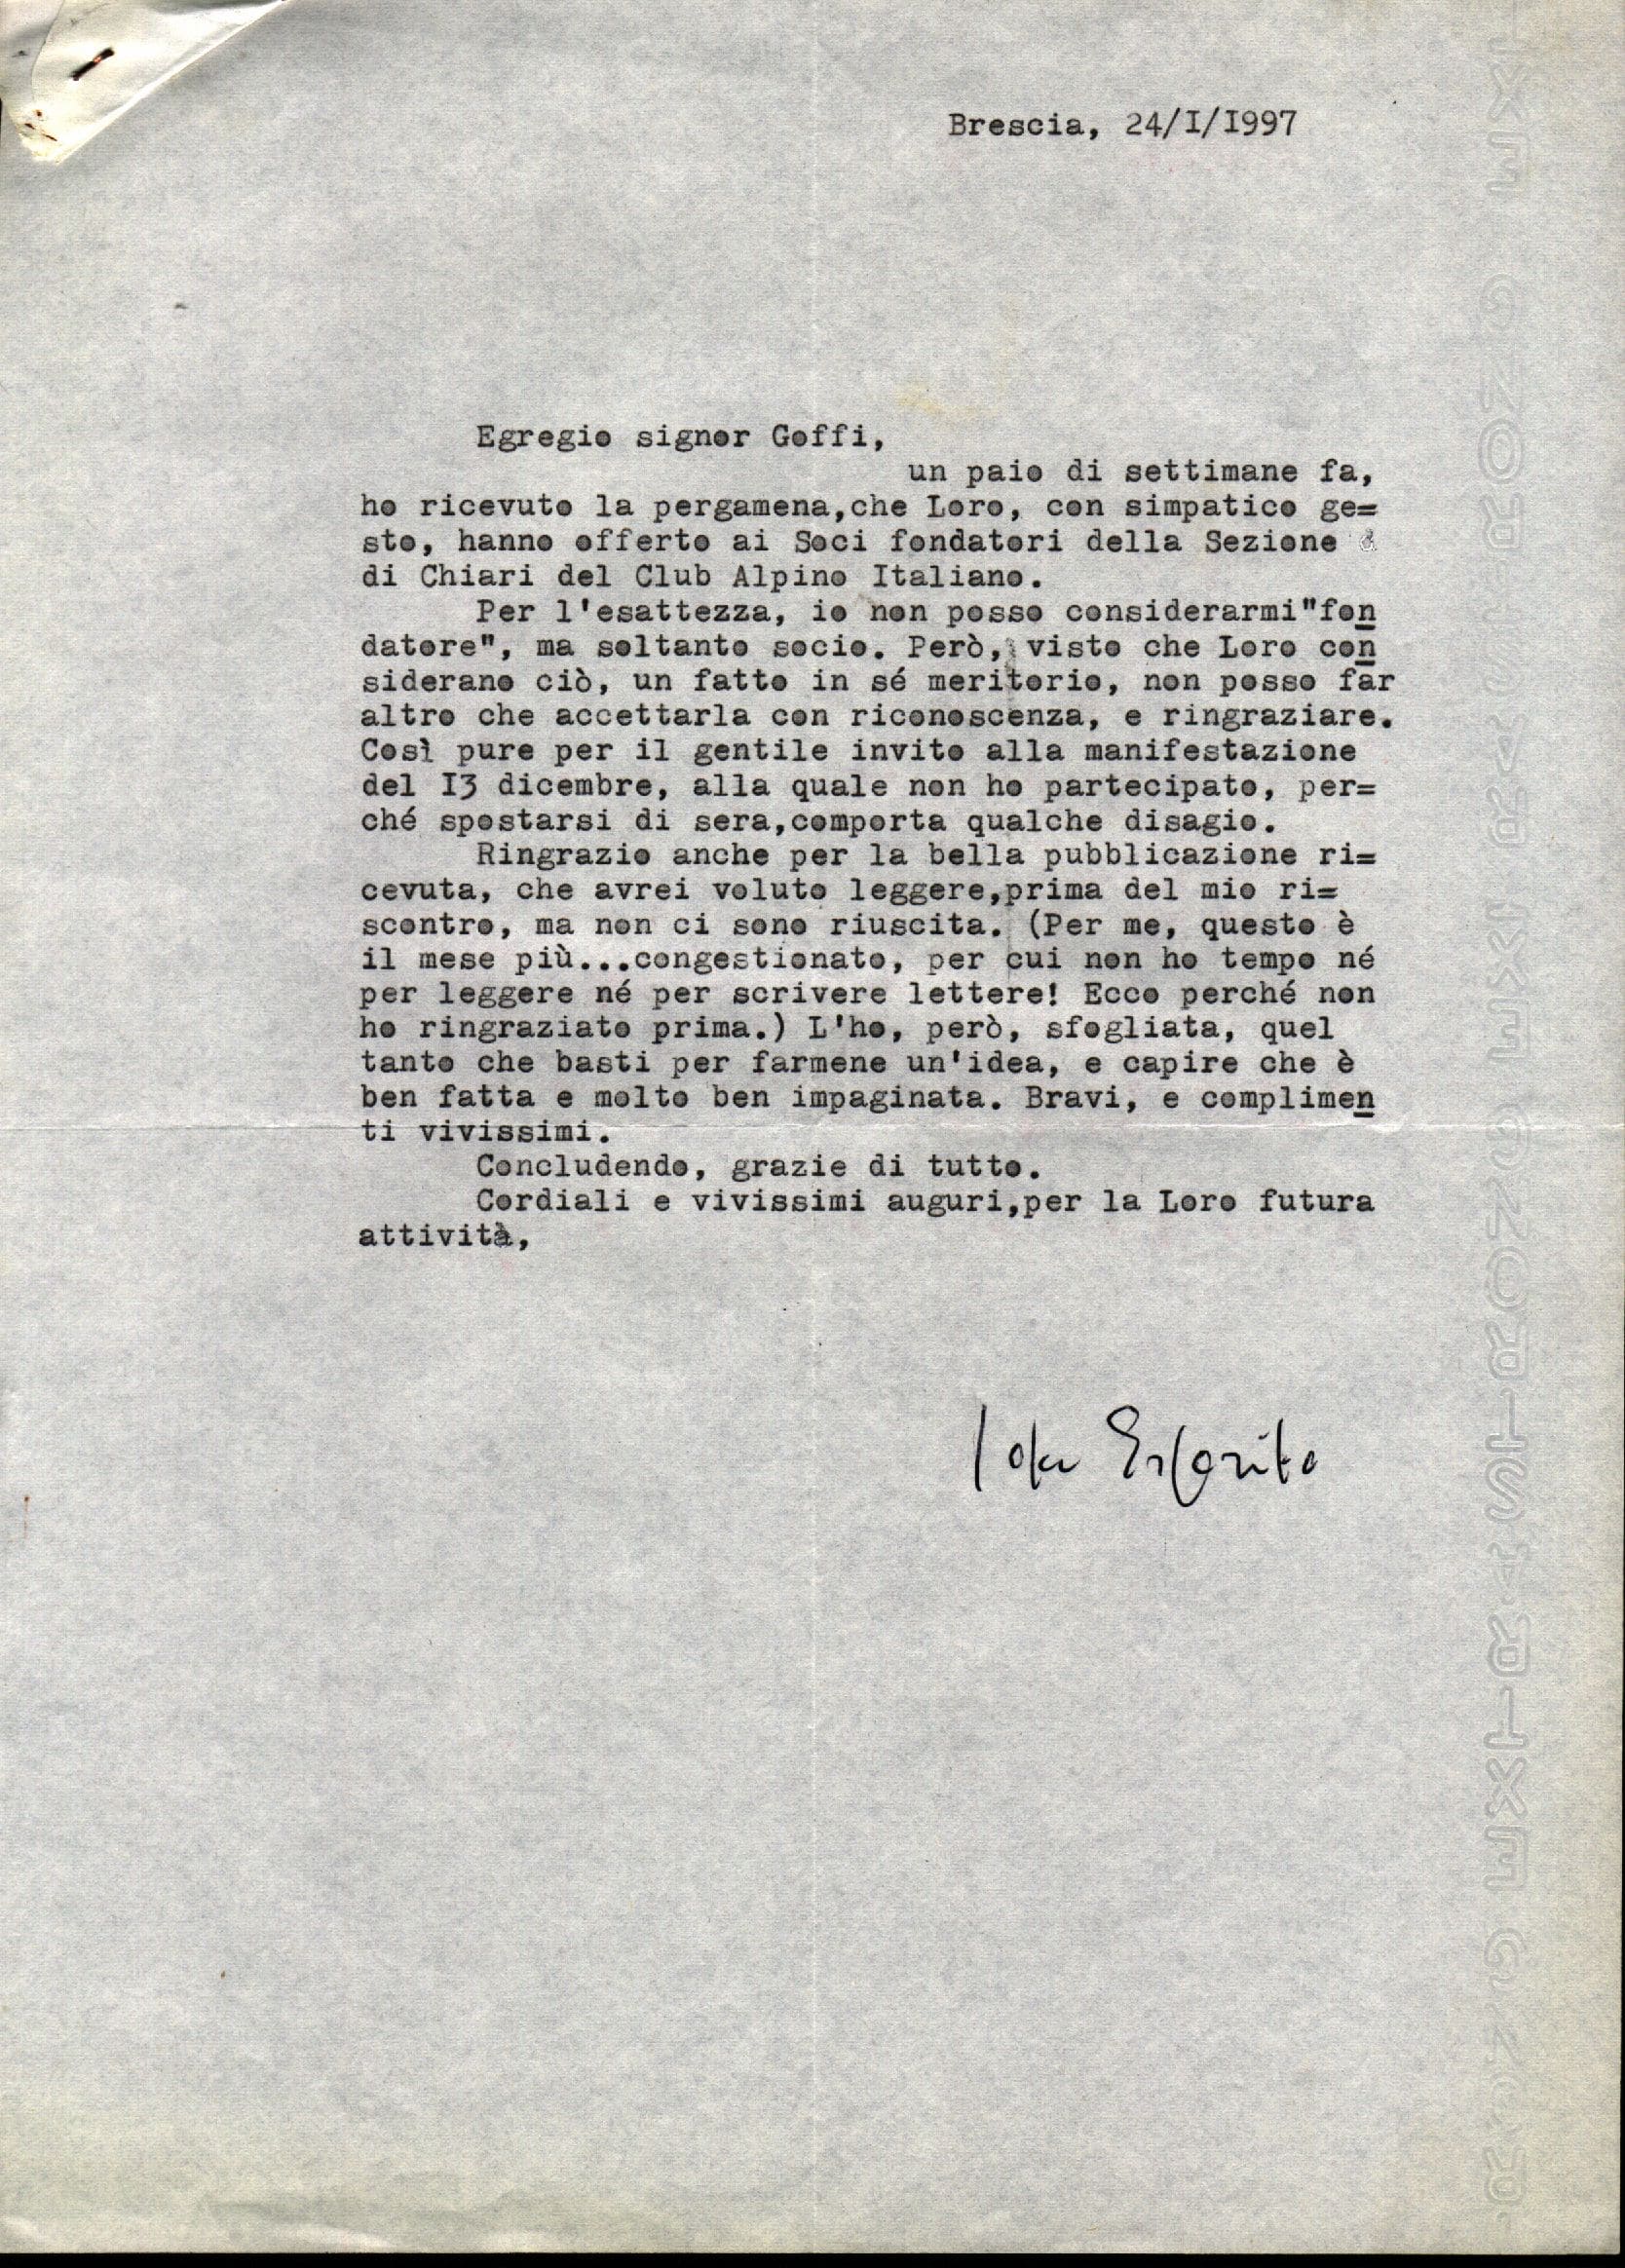 Brescia, 24/I/I997
Egregio signor Goffi,
un paio di settimane fa,
ho ricevuto la pergamena,che Loro, con simpatico ge=
sto, hanno offerto ai Soci fondatori della Sezione d
di Chiari del Club Alpino Italiano.
Per l'esattezza, io non posso considerarmi"fon
datore", ma soltanto socio. Però, visto che Loro con
siderano ciò, un fatto in sé meritorio, non posso far
altro che accettarla con riconoscenza, e ringraziare.
Così pure per il gentile invito alla manifestazione
del I3 dicembre, alla quale non ho partecipato, per=
ché spostarsi di sera,comporta qualche disagio.
Ringrazio anche per la bella pubblicazione ri=
cevuta, che avrei voluto leggere,prima del mio ri=
scontro, ma non ci sono riuscita. (Per me, questo è
il mese più...congestionato, per cui non ho tempo né
per leggere né per scrivere lettere! Ecco perché non
ho ringraziato prima.) L'ho, però, sfogliata, quel
tanto che basti per farmene un'idea, e capire che è
ben fatta e molto ben impaginata. Bravi, e complimen
ti vivissimi.
Concludendo, grazie di tutto.
Cordiali e vivissimi auguri,per la Loro futura
attività,
EXTRA STRONG EXTRA STRONG EXT